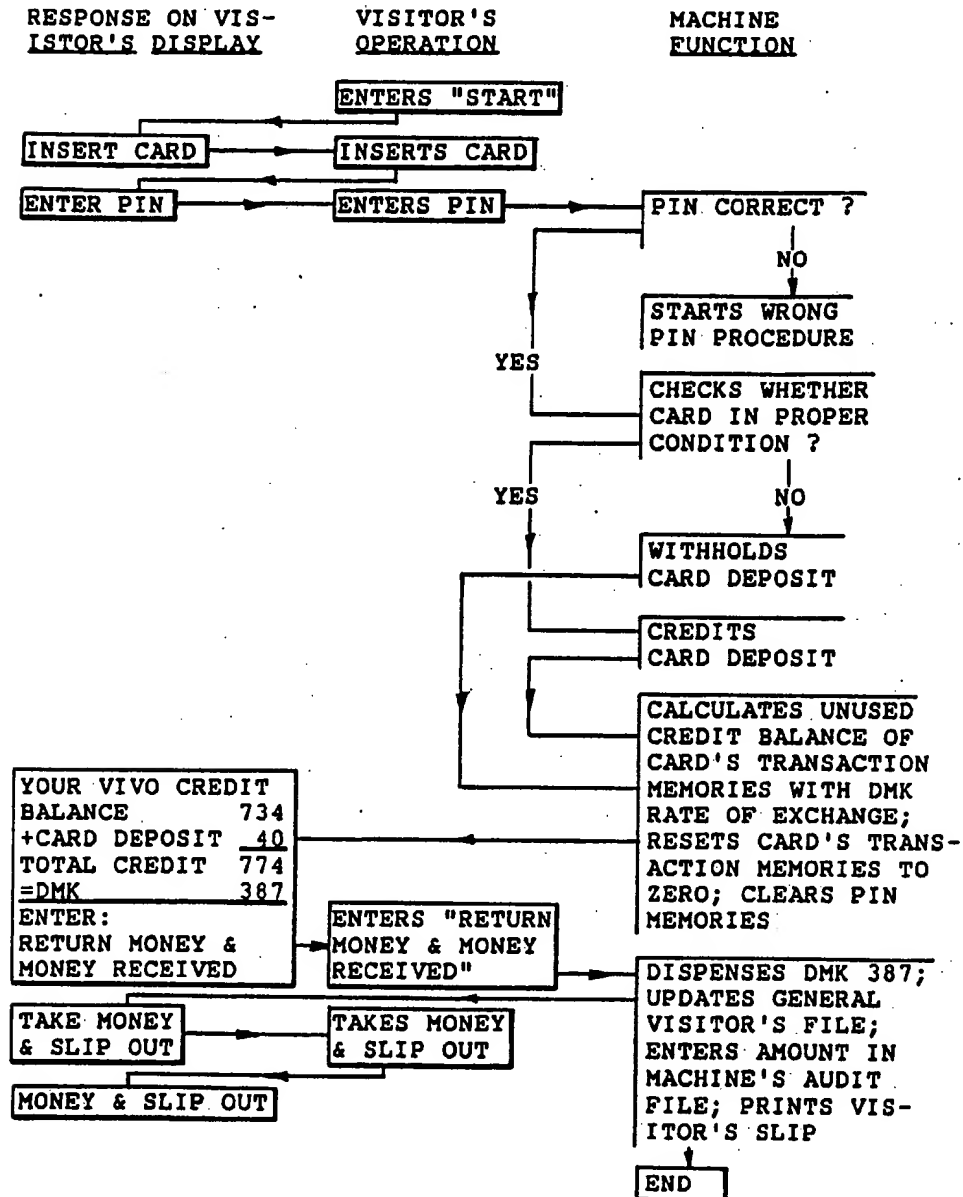 RESPONSE ON VIS-
ISTOR'S DISPLAY
VISITOR'S
OPERATION
MACHINE
FUNCTION
ENTERS "START"
INSERT CARD
INSERTS CARD
ENTER PIN
ENTERS PIN
PIN CORRECT ?
NO
STARTS WRONG
PIN PROCEDURE
YES
CHECKS WHETHER
CARD IN PROPER
CONDITION ?
YES
NO
WITHHOLDS
CARD DEPOSIT
CREDITS
CARD DEPOSIT
CALCULATES UNUSED
CREDIT BALANCE OF
CARD'S TRANSACTION
MEMORIES WITH DMK
RATE OF EXCHANGE;
RESETS CARD'S TRANS-
ACTION MEMORIES TO
ZERO; CLEARS PIN
MEMORIES
YOUR VIVO CREDIT
BALANCE 734
+CARD DEPOSIT 40
TOTAL CREDIT 774
=DMK 387
ENTER:
RETURN MONEY &
MONEY RECEIVED
ENTERS "RETURN
MONEY & MONEY
RECEIVED"
DISPENSES DMK 387;
UPDATES GENERAL
VISITOR'S FILE;
ENTERS AMOUNT IN
MACHINE'S AUDIT
FILE; PRINTS VIS-
ITOR'S SLIP
TAKE MONEY
& SLIP OUT
TAKES MONEY
& SLIP OUT
MONEY & SLIP OUT
END